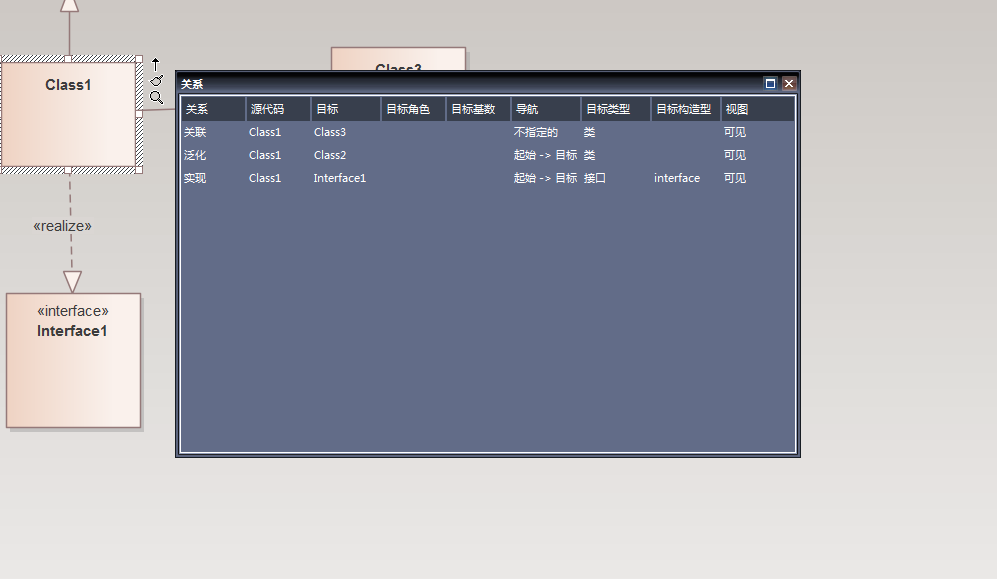 Class1
Class3
关系
关系 源代码 目标 目标角色 目标基数 导航 目标类型 目标构造型 视图
关联 Class1 Class3 不指定的 类 可见
泛化 Class1 Class2 起始 -> 目标 类 可见
实现 Class1 Interface1 起始 -> 目标 接口 interface 可见
«realize»
«interface»
Interface1